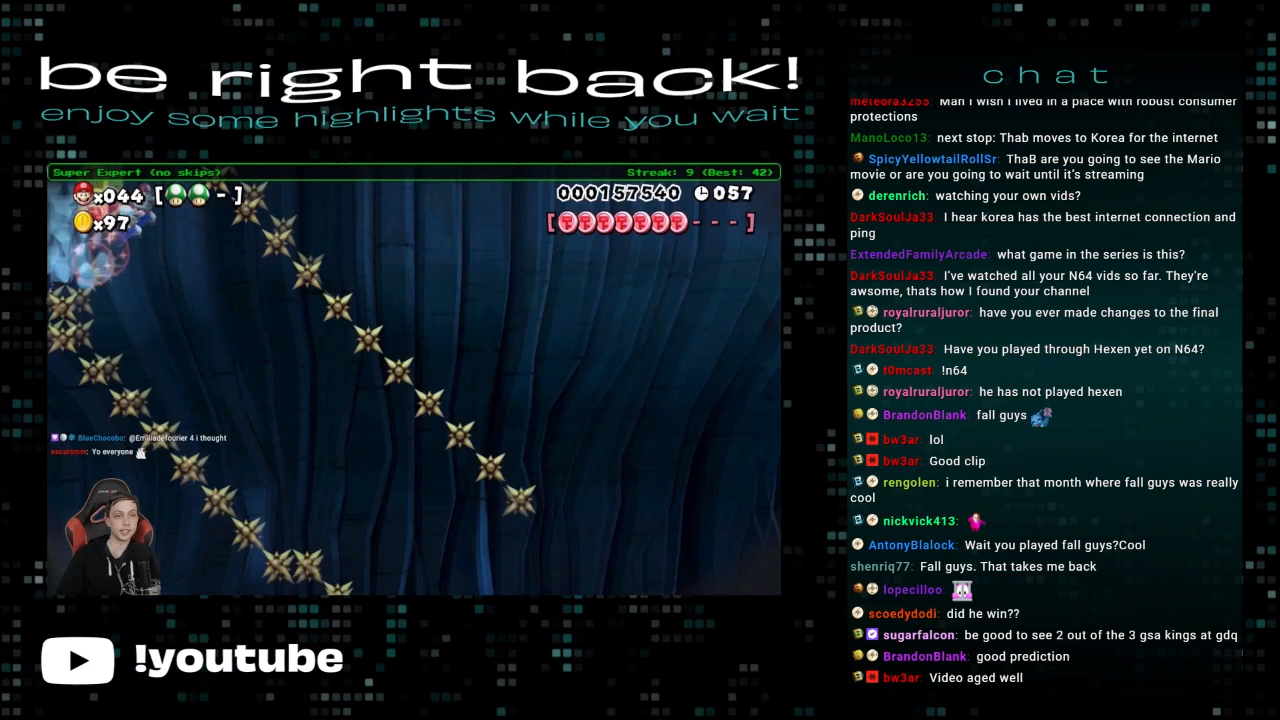 be right back!
enjoy some highlights while you wait
Super Expert (no skips)
Streak: 9 (Best: 42)
x044 [ - ]
000157540 057
x97
[ - - - ]
BlueChocobo: @Emiliedefourier 4 i thought
oscarsmm: Yo everyone
!youtube
chat
meteora3255: Man I wish I lived in a place with robust consumer
protections
ManoLoco13: next stop: Thab moves to Korea for the internet
SpicyYellowtailRollSr: ThaB are you going to see the Mario
movie or are you going to wait until it's streaming
derenrich: watching your own vids?
DarkSoulJa33: I hear korea has the best internet connection and
ping
ExtendedFamilyArcade: what game in the series is this?
DarkSoulJa33: I've watched all your N64 vids so far. They're
awsome, thats how I found your channel
royalruraljuror: have you ever made changes to the final
product?
DarkSoulJa33: Have you played through Hexen yet on N64?
t0mcast: !n64
royalruraljuror: he has not played hexen
BrandonBlank: fall guys
bw3ar: lol
bw3ar: Good clip
rengolen: i remember that month where fall guys was really
cool
nickvick413:
AntonyBlalock: Wait you played fall guys?Cool
shenriq77: Fall guys. That takes me back
lopecilloo:
scoedydodi: did he win??
sugarfalcon: be good to see 2 out of the 3 gsa kings at gdq
BrandonBlank: good prediction
bw3ar: Video aged well